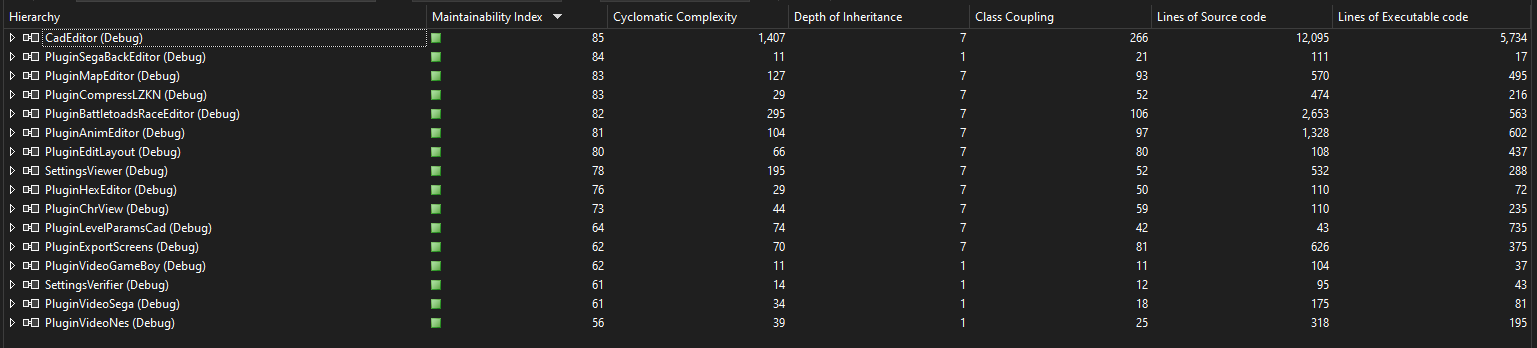 Hierarchy Maintainability Index Cyclomatic Complexity Depth of Inheritance Class Coupling Lines of Source code Lines of Executable code
CadEditor (Debug) 85 1,407 7 266 12,095 5,734
PluginSegaBackEditor (Debug) 84 11 1 21 111 17
PluginMapEditor (Debug) 83 127 7 93 570 495
PluginCompressLZKN (Debug) 83 29 7 52 474 216
PluginBattletoadsRaceEditor (Debug) 82 295 7 106 2,653 563
PluginAnimEditor (Debug) 81 104 7 97 1,328 602
PluginEditLayout (Debug) 80 66 7 80 108 437
SettingsViewer (Debug) 78 195 7 52 532 288
PluginHexEditor (Debug) 76 29 7 50 110 72
PluginChrView (Debug) 73 44 7 59 110 235
PluginLevelParamsCad (Debug) 64 74 7 42 43 735
PluginExportScreens (Debug) 62 70 7 81 626 375
PluginVideoGameBoy (Debug) 62 11 1 11 104 37
SettingsVerifier (Debug) 61 14 1 12 95 43
PluginVideoSega (Debug) 61 34 1 18 175 81
PluginVideoNes (Debug) 56 39 1 25 318 195